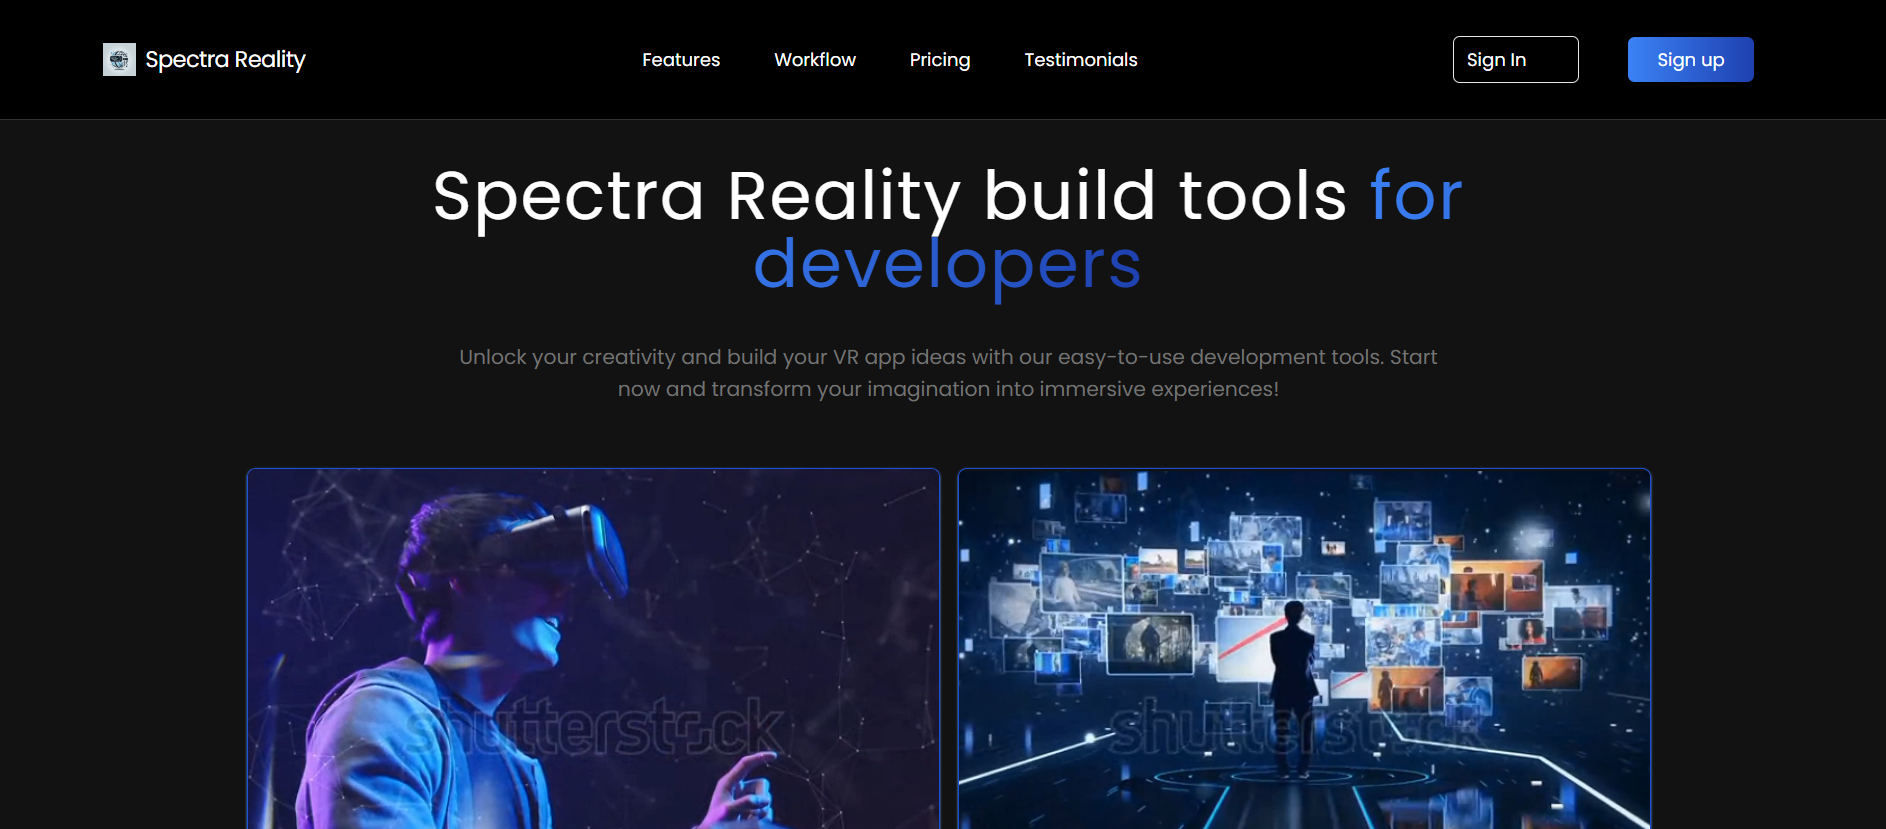 Spectra Reality
Features
Workflow
Pricing
Testimonials
Sign In
Sign up
Spectra Reality build tools for
developers
Unlock your creativity and build your VR app ideas with our easy-to-use development tools. Start
now and transform your imagination into immersive experiences!
shutterstock
shutterstock